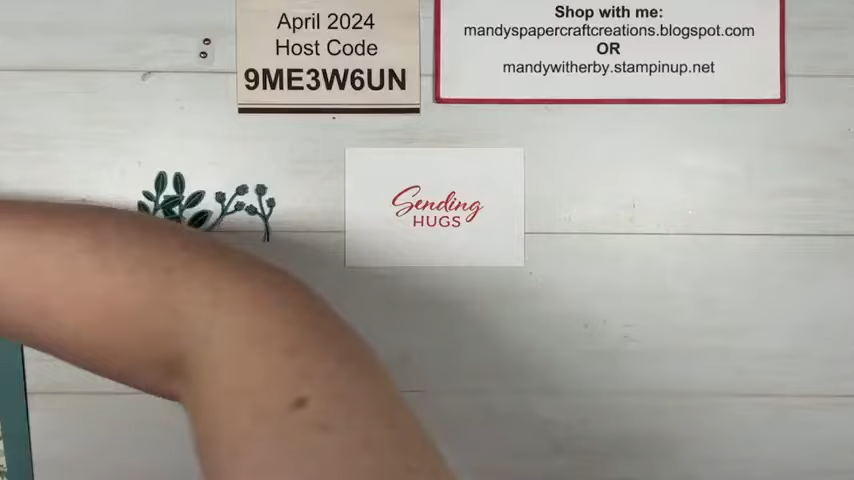 April 2024
Host Code
9ME3W6UN
Shop with me:
mandyspapercraftcreations.blogspot.com
OR
mandywitherby.stampinup.net
Sending
HUGS